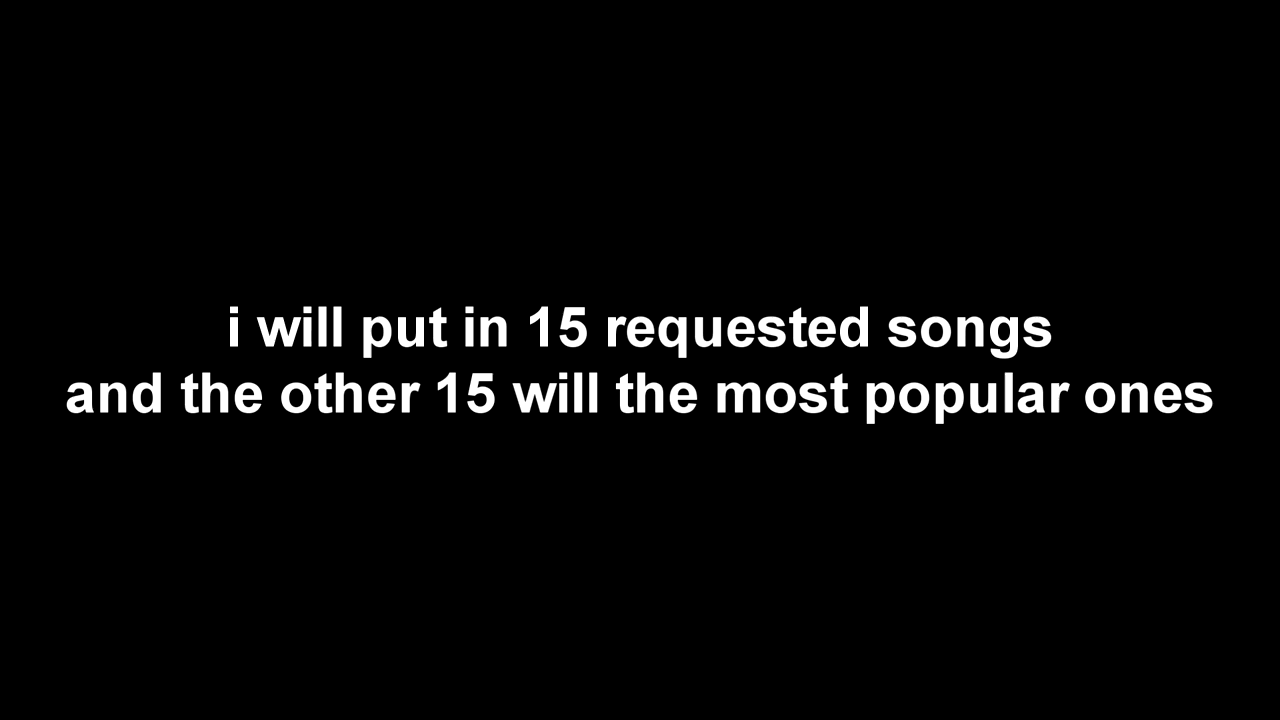 i will put in 15 requested songs
and the other 15 will the most popular ones